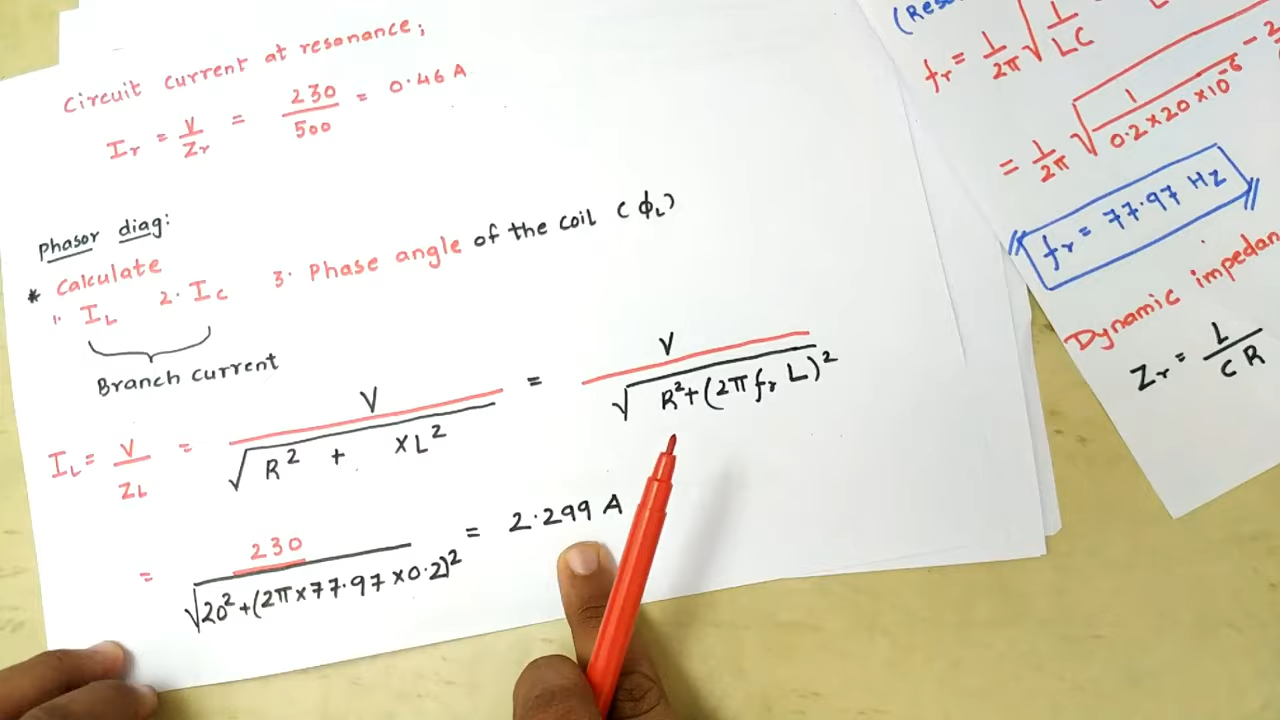 Circuit current at resonance;
Ir = V/Zr = 230/500 = 0.46 A
Phasor diag:
* Calculate
1. IL 2. Ic 3. Phase angle of the coil (ϕL)
Branch current
IL = V/ZL = V/√(R² + XL²) = V/√(R²+(2πfr L)²)
= 230/√(20²+(2π×77.97×0.2)²) = 2.299 A
fr = 1/2π √(1/LC
= 1/2π √(1/(0.2×20×10⁻⁶) -
fr = 77.97 Hz
Dynamic
Zr = L/CR